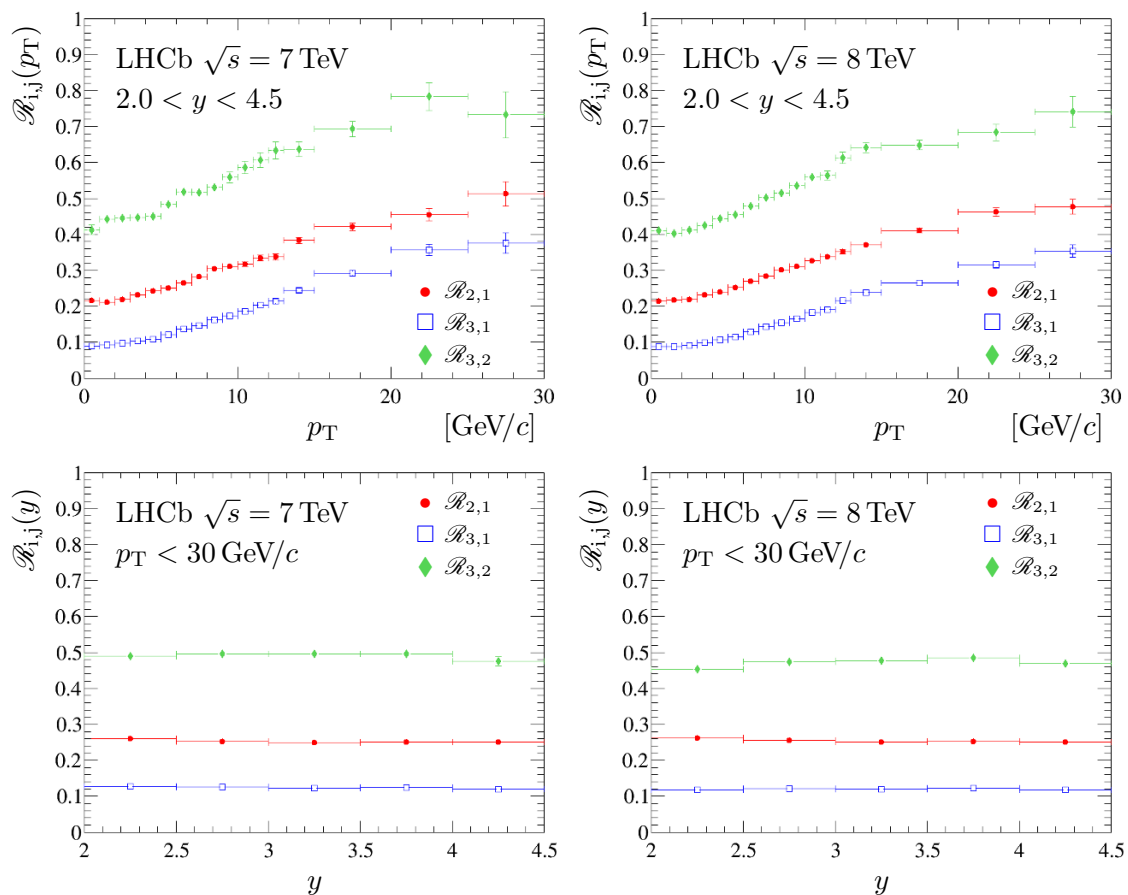 ℛi,j(pT)
LHCb √s = 7 TeV
2.0 < y < 4.5
1
0.9
0.8
0.7
0.6
0.5
0.4
0.3
0.2
0.1
0
ℛ2,1
ℛ3,1
ℛ3,2
0 10 20 30
pT [GeV/c]
ℛi,j(pT)
LHCb √s = 8 TeV
2.0 < y < 4.5
1
0.9
0.8
0.7
0.6
0.5
0.4
0.3
0.2
0.1
0
ℛ2,1
ℛ3,1
ℛ3,2
0 10 20 30
pT [GeV/c]
ℛi,j(y)
LHCb √s = 7 TeV
pT < 30 GeV/c
ℛ2,1
ℛ3,1
ℛ3,2
1
0.9
0.8
0.7
0.6
0.5
0.4
0.3
0.2
0.1
0
2 2.5 3 3.5 4 4.5
y
ℛi,j(y)
LHCb √s = 8 TeV
pT < 30 GeV/c
ℛ2,1
ℛ3,1
ℛ3,2
1
0.9
0.8
0.7
0.6
0.5
0.4
0.3
0.2
0.1
0
2 2.5 3 3.5 4 4.5
y